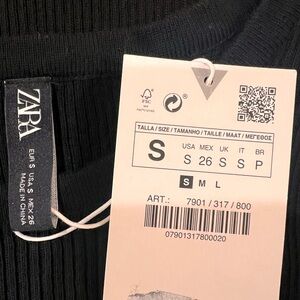 ZARA
EUR S USA S MEX 26
MADE IN CHINA
FSC
TALLA / SIZE / TAMANHO / TAILLE / MAAT / ΜΕΓΕΘΟΣ
S
USA MEX UK IT BR
S 26 S S P
S M L
ART.: 7901 / 317 / 800
07901317800020